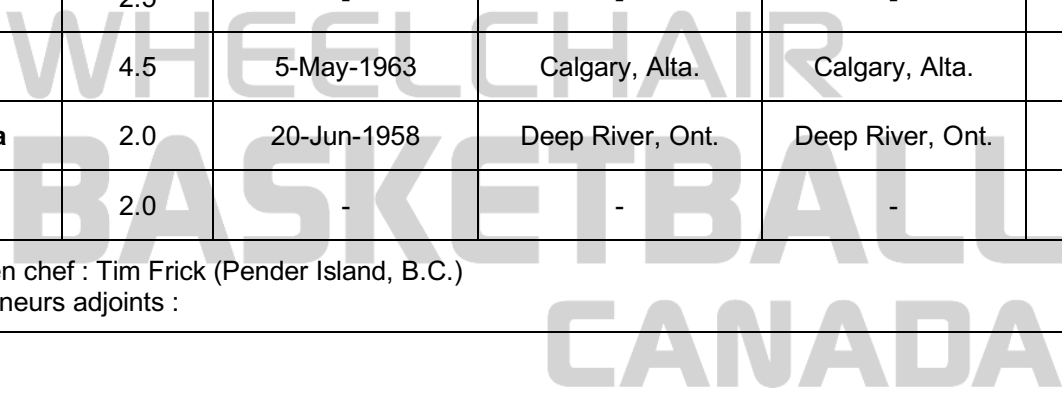 2.5 - - -
4.5 5-May-1963 Calgary, Alta. Calgary, Alta.
a 2.0 20-Jun-1958 Deep River, Ont. Deep River, Ont.
2.0 - - -
en chef : Tim Frick (Pender Island, B.C.)
neurs adjoints :
WHEELCHAIR
BASKETBALL
CANADA